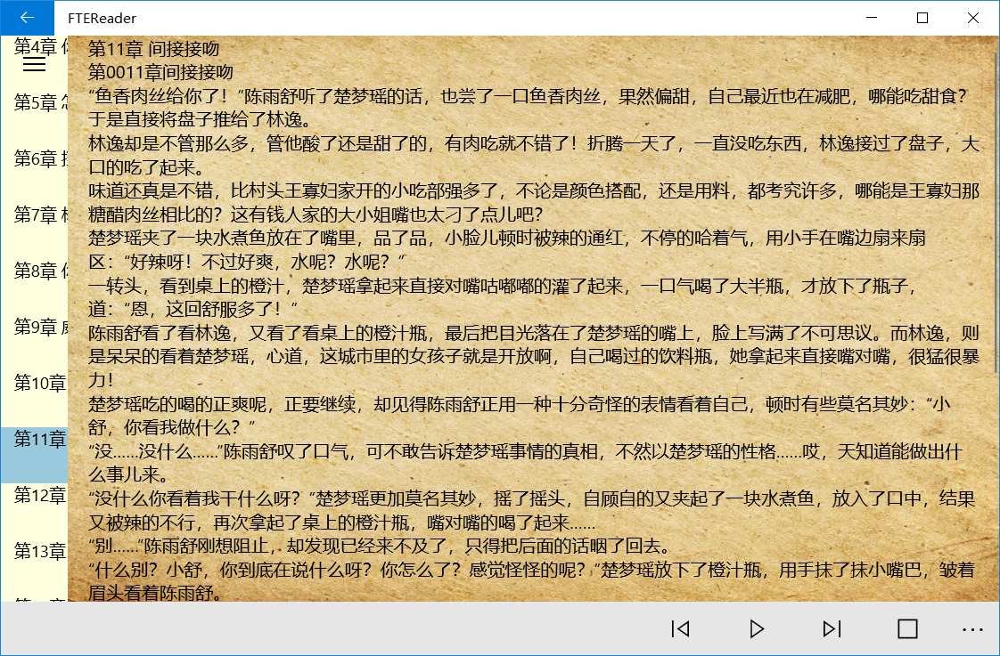 FTEReader
第4章
第5章
第6章
第7章
第8章
第9章
第10章
第11章
第12章
第13章
第11章 间接接吻
第0011章间接接吻
“鱼香肉丝给你了！”陈雨舒听了楚梦瑶的话，也尝了一口鱼香肉丝，果然偏甜，自己最近也在减肥，哪能吃甜食？
于是直接将盘子推给了林逸。
林逸却是不管那么多，管他酸了还是甜了的，有肉吃就不错了！折腾一天了，一直没吃东西，林逸接过了盘子，大
口的吃了起来。
味道还真是不错，比村头王寡妇家开的小吃部强多了，不论是颜色搭配，还是用料，都考究许多，哪能是王寡妇那
糖醋肉丝相比的？这有钱人家的大小姐嘴也太刁了点儿吧？
楚梦瑶夹了一块水煮鱼放在了嘴里，品了品，小脸儿顿时被辣的通红，不停的哈着气，用小手在嘴边扇来扇
区：“好辣呀！不过好爽，水呢？水呢？”
一转头，看到桌上的橙汁，楚梦瑶拿起来直接对嘴咕嘟嘟的灌了起来，一口气喝了大半瓶，才放下了瓶子，
道：“恩，这回舒服多了！”
陈雨舒看了看林逸，又看了看桌上的橙汁瓶，最后把目光落在了楚梦瑶的嘴上，脸上写满了不可思议。而林逸，则
是呆呆的看着楚梦瑶，心道，这城市里的女孩子就是开放啊，自己喝过的饮料瓶，她拿起来直接嘴对嘴，很猛很暴
力！
楚梦瑶吃的喝的正爽呢，正要继续，却见得陈雨舒正用一种十分奇怪的表情看着自己，顿时有些莫名其妙：“小
舒，你看我做什么？”
“没……没什么……”陈雨舒叹了口气，可不敢告诉楚梦瑶事情的真相，不然以楚梦瑶的性格……哎，天知道能做出什
么事儿来。
“没什么你看着我干什么呀？”楚梦瑶更加莫名其妙，摇了摇头，自顾自的又夹起了一块水煮鱼，放入了口中，结果
又被辣的不行，再次拿起了桌上的橙汁瓶，嘴对嘴的喝了起来……
“别……”陈雨舒刚想阻止，却发现已经来不及了，只得把后面的话咽了回去。
“什么别？小舒，你到底在说什么呀？你怎么了？感觉怪怪的呢？”楚梦瑶放下了橙汁瓶，用手抹了抹小嘴巴，皱着
眉头看着陈雨舒。